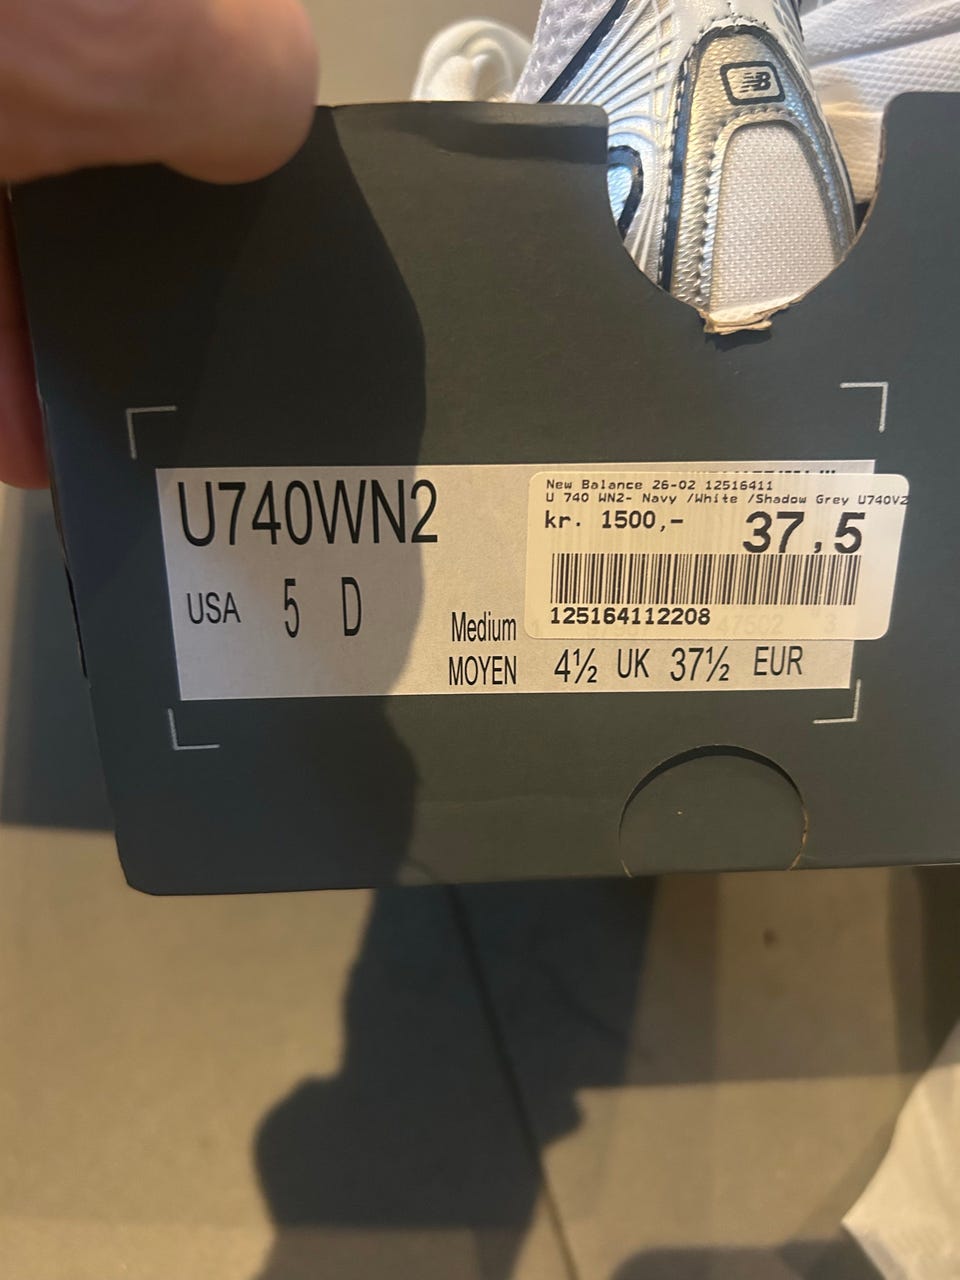 NB
U740WN2
New Balance 26-02 12516411
U 740 WN2- Navy /White /Shadow Grey U740V2
kr. 1500,- 37,5
125164112208
USA 5 D
Medium
MOYEN 4½ UK 37½ EUR